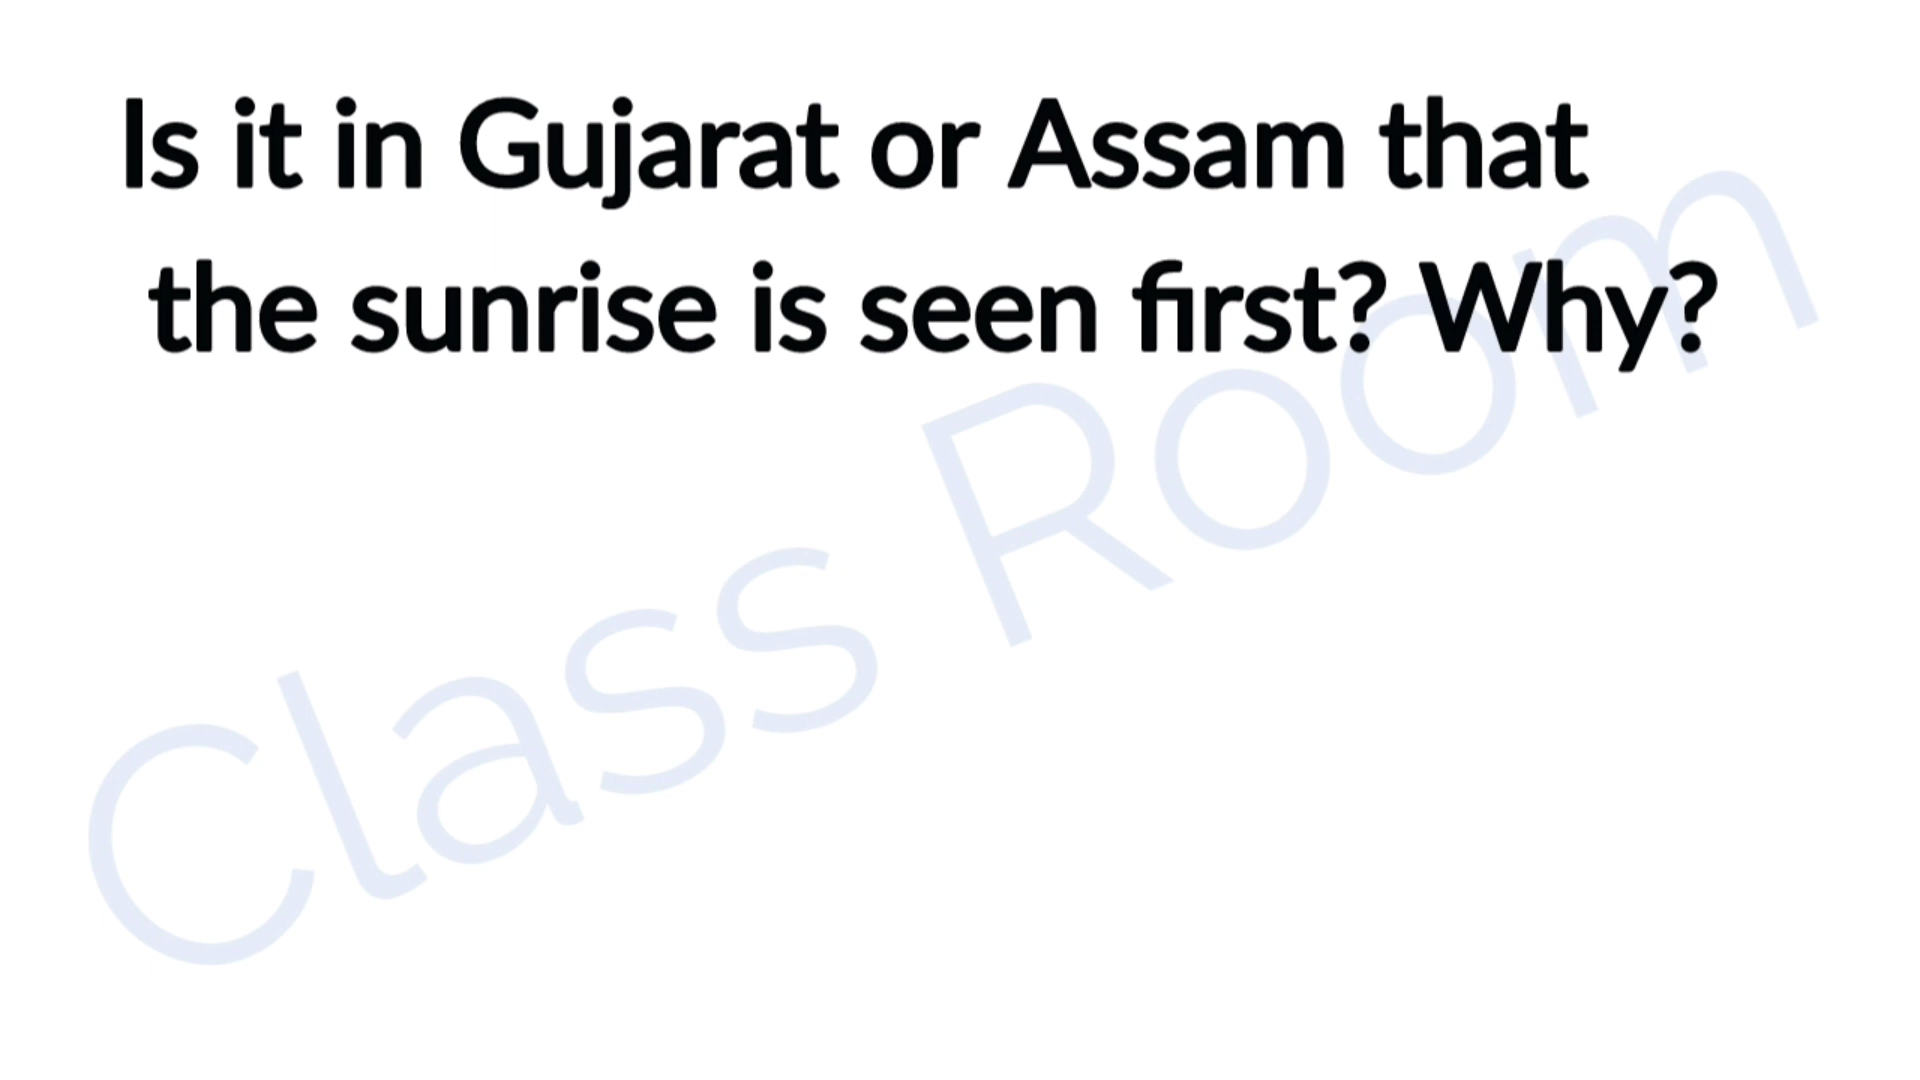 Is it in Gujarat or Assam that
the sunrise is seen first? Why?
Class Room